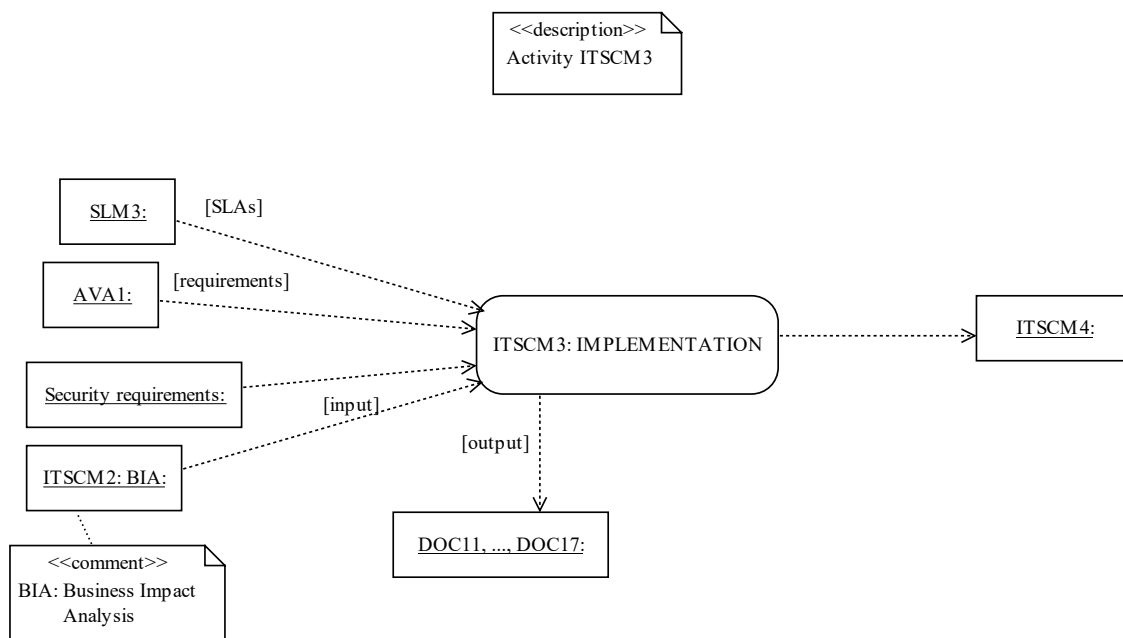 <<description>>
Activity ITSCM3
SLM3:
[SLAs]
AVA1:
[requirements]
ITSCM3: IMPLEMENTATION
ITSCM4:
Security requirements:
[input]
[output]
ITSCM2: BIA:
DOC11, ..., DOC17:
<<comment>>
BIA: Business Impact
Analysis